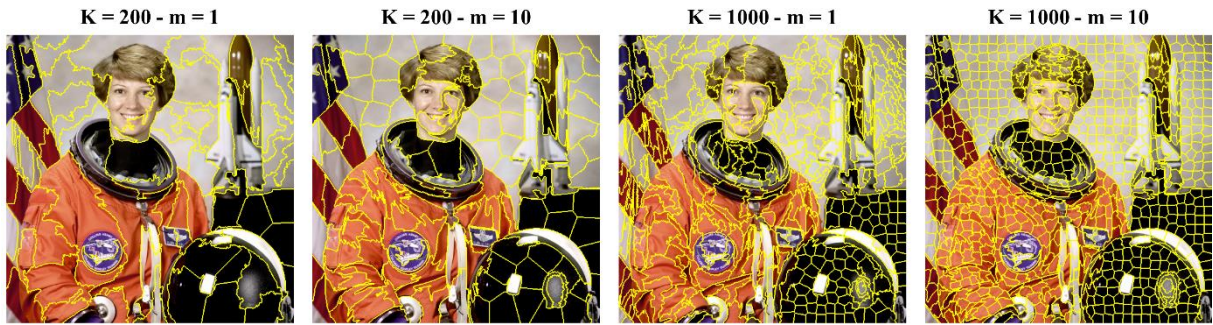 K = 200 - m = 1
K = 200 - m = 10
K = 1000 - m = 1
K = 1000 - m = 10